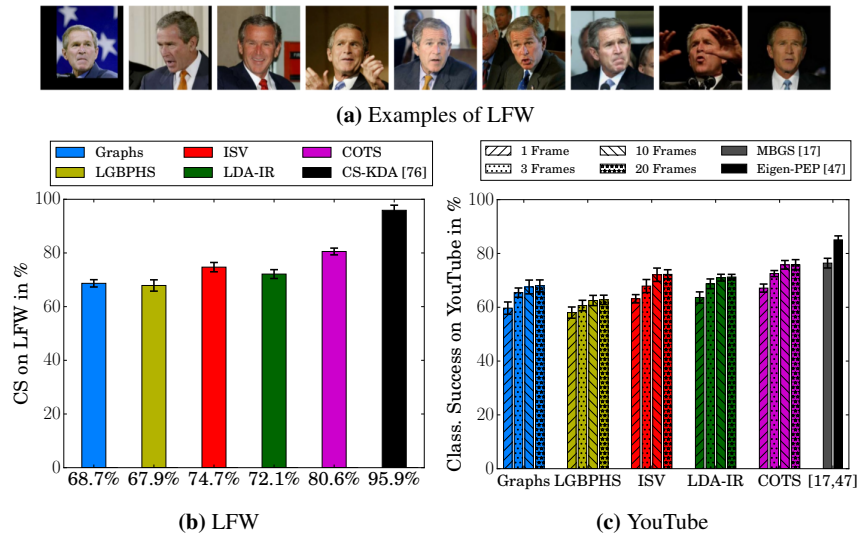 (a) Examples of LFW
Graphs ISV COTS
LGBPHS LDA-IR CS-KDA [76]
CS on LFW in %
100
80
60
40
20
0
68.7% 67.9% 74.7% 72.1% 80.6% 95.9%
(b) LFW
1 Frame 10 Frames MBGS [17]
3 Frames 20 Frames Eigen-PEP [47]
Class. Success on YouTube in %
100
80
60
40
20
0
Graphs LGBPHS ISV LDA-IR COTS [17,47]
(c) YouTube